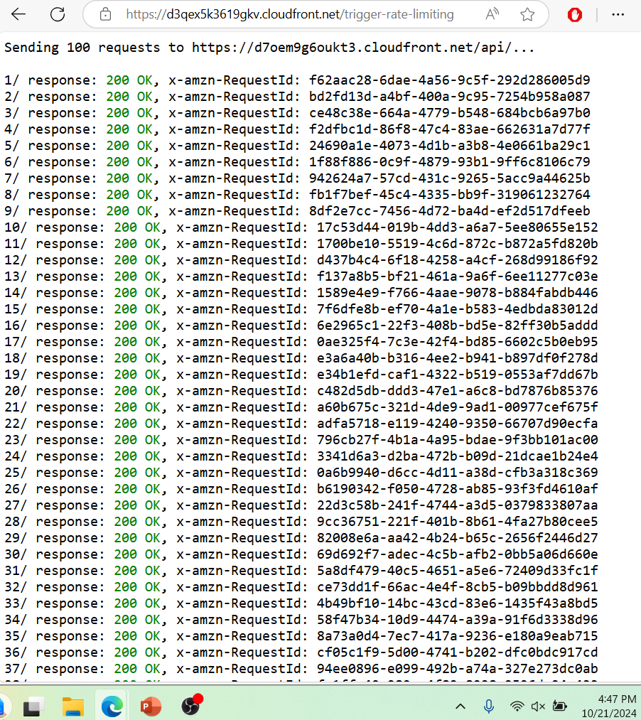 https://d3qex5k3619gkv.cloudfront.net/trigger-rate-limiting
Sending 100 requests to https://d7oem9g6oukt3.cloudfront.net/api/...
1/ response: 200 OK, x-amzn-RequestId: f62aac28-6dae-4a56-9c5f-292d286005d9
2/ response: 200 OK, x-amzn-RequestId: bd2fd13d-a4bf-400a-9c95-7254b958a087
3/ response: 200 OK, x-amzn-RequestId: ce48c38e-664a-4779-b548-684bcb6a97b0
4/ response: 200 OK, x-amzn-RequestId: f2dfbc1d-86f8-47c4-83ae-662631a7d77f
5/ response: 200 OK, x-amzn-RequestId: 24690a1e-4073-4d1b-a3b8-4e0661ba29c1
6/ response: 200 OK, x-amzn-RequestId: 1f88f886-0c9f-4879-93b1-9ff6c8106c79
7/ response: 200 OK, x-amzn-RequestId: 942624a7-57cd-431c-9265-5acc9a44625b
8/ response: 200 OK, x-amzn-RequestId: fb1f7bef-45c4-4335-bb9f-319061232764
9/ response: 200 OK, x-amzn-RequestId: 8df2e7cc-7456-4d72-ba4d-ef2d517dfeeb
10/ response: 200 OK, x-amzn-RequestId: 17c53d44-019b-4dd3-a6a7-5ee80655e152
11/ response: 200 OK, x-amzn-RequestId: 1700be10-5519-4c6d-872c-b872a5fd820b
12/ response: 200 OK, x-amzn-RequestId: d437b4c4-6f18-4258-a4cf-268d99186f92
13/ response: 200 OK, x-amzn-RequestId: f137a8b5-bf21-461a-9a6f-6ee11277c03e
14/ response: 200 OK, x-amzn-RequestId: 1589e4e9-f766-4aae-9078-b884fabdb446
15/ response: 200 OK, x-amzn-RequestId: 7f6dfe8b-ef70-4a1e-b583-4edbda83012d
16/ response: 200 OK, x-amzn-RequestId: 6e2965c1-22f3-408b-bd5e-82ff30b5addd
17/ response: 200 OK, x-amzn-RequestId: 0ae325f4-7c3e-42f4-bd85-6602c5b0eb95
18/ response: 200 OK, x-amzn-RequestId: e3a6a40b-b316-4ee2-b941-b897df0f278d
19/ response: 200 OK, x-amzn-RequestId: e34b1efd-caf1-4322-b519-0553af7dd67b
20/ response: 200 OK, x-amzn-RequestId: c482d5db-ddd3-47e1-a6c8-bd7876b85376
21/ response: 200 OK, x-amzn-RequestId: a60b675c-321d-4de9-9ad1-00977cef675f
22/ response: 200 OK, x-amzn-RequestId: adfa5718-e119-4240-9350-66707d90ecfa
23/ response: 200 OK, x-amzn-RequestId: 796cb27f-4b1a-4a95-bdae-9f3bb101ac00
24/ response: 200 OK, x-amzn-RequestId: 3341d6a3-d2ba-472b-b09d-21dcae1b24e4
25/ response: 200 OK, x-amzn-RequestId: 0a6b9940-d6cc-4d11-a38d-cfb3a318c369
26/ response: 200 OK, x-amzn-RequestId: b6190342-f050-4728-ab85-93f3fd4610af
27/ response: 200 OK, x-amzn-RequestId: 22d3c58b-241f-4744-a3d5-0379833807aa
28/ response: 200 OK, x-amzn-RequestId: 9cc36751-221f-401b-8b61-4fa27b80cee5
29/ response: 200 OK, x-amzn-RequestId: 82008e6a-aa42-4b24-b65c-2656f2446d27
30/ response: 200 OK, x-amzn-RequestId: 69d692f7-adec-4c5b-afb2-0bb5a06d660e
31/ response: 200 OK, x-amzn-RequestId: 5a8df479-40c5-4651-a5e6-72409d33fc1f
32/ response: 200 OK, x-amzn-RequestId: ce73dd1f-66ac-4e4f-8cb5-b09bbdd8d961
33/ response: 200 OK, x-amzn-RequestId: 4b49bf10-14bc-43cd-83e6-1435f43a8bd5
34/ response: 200 OK, x-amzn-RequestId: 58f47b34-10d9-4474-a39a-91f6d3338d96
35/ response: 200 OK, x-amzn-RequestId: 8a73a0d4-7ec7-417a-9236-e180a9eab715
36/ response: 200 OK, x-amzn-RequestId: cf05c1f9-5d00-4741-b202-dfc0bdc917cd
37/ response: 200 OK, x-amzn-RequestId: 94ee0896-e099-492b-a74a-327e273dc0ab
4:47 PM
10/21/2024